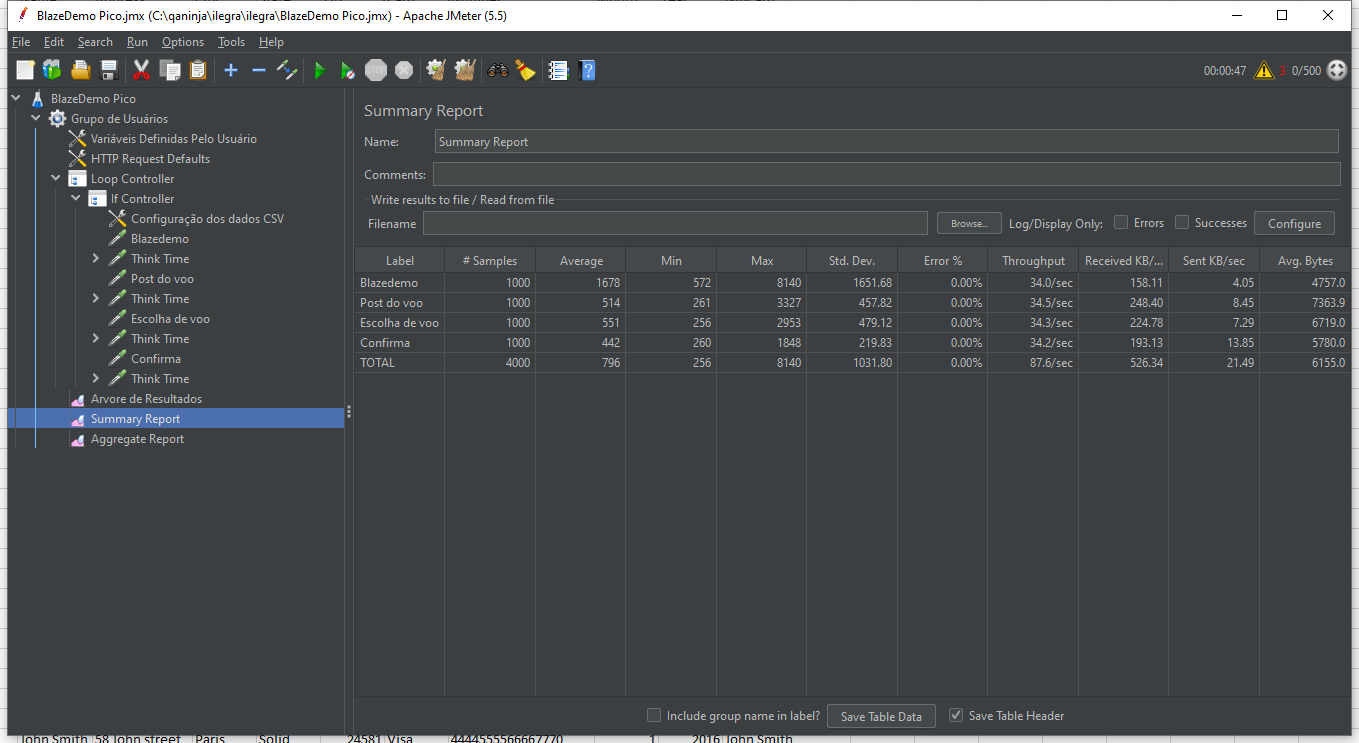 BlazeDemo Pico.jmx (C:\qaninja\ilegra\ilegra\BlazeDemo Pico.jmx) - Apache JMeter (5.5)
File Edit Search Run Options Tools Help
STOP 00:00:47 3 0/500
BlazeDemo Pico
Grupo de Usuários
Variáveis Definidas Pelo Usuário
HTTP Request Defaults
Loop Controller
If Controller
Configuração dos dados CSV
Blazedemo
Think Time
Post do voo
Think Time
Escolha de voo
Think Time
Confirma
Think Time
Arvore de Resultados
Summary Report
Aggregate Report
Summary Report
Name: Summary Report
Comments:
Write results to file / Read from file
Filename Browse... Log/Display Only: Errors Successes Configure
Label # Samples Average Min Max Std. Dev. Error % Throughput Received KB/... Sent KB/sec Avg. Bytes
Blazedemo 1000 1678 572 8140 1651.68 0.00% 34.0/sec 158.11 4.05 4757.0
Post do voo 1000 514 261 3327 457.82 0.00% 34.5/sec 248.40 8.45 7363.9
Escolha de voo 1000 551 256 2953 479.12 0.00% 34.3/sec 224.78 7.29 6719.0
Confirma 1000 442 260 1848 219.83 0.00% 34.2/sec 193.13 13.85 5780.0
TOTAL 4000 796 256 8140 1031.80 0.00% 87.6/sec 526.34 21.49 6155.0
Include group name in label? Save Table Data Save Table Header
John Smith 58 John street Paris Solid 24581 Visa 4444555566667770 1 2016 John Smith